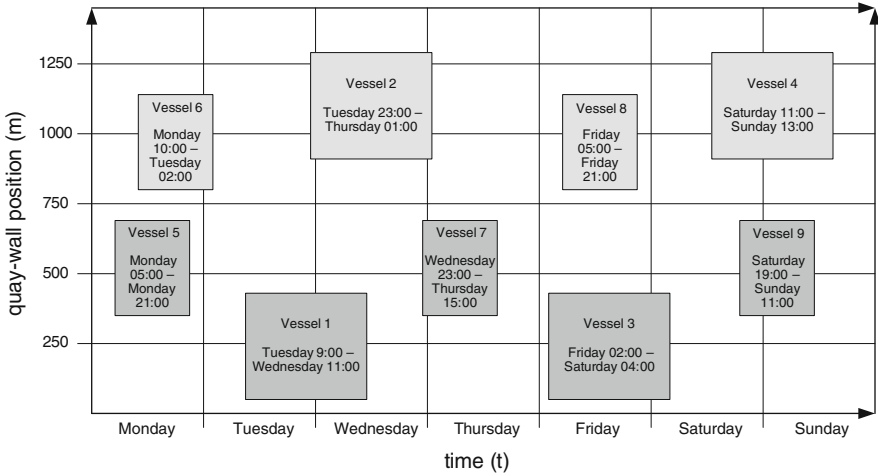 quay-wall position (m)
1250
1000
750
500
250
Vessel 6
Monday
10:00 –
Tuesday
02:00
Vessel 2
Tuesday 23:00 –
Thursday 01:00
Vessel 8
Friday
05:00 –
Friday
21:00
Vessel 4
Saturday 11:00 –
Sunday 13:00
Vessel 5
Monday
05:00 –
Monday
21:00
Vessel 7
Wednesday
23:00 –
Thursday
15:00
Vessel 9
Saturday
19:00 –
Sunday
11:00
Vessel 1
Tuesday 9:00 –
Wednesday 11:00
Vessel 3
Friday 02:00 –
Saturday 04:00
Monday Tuesday Wednesday Thursday Friday Saturday Sunday
time (t)